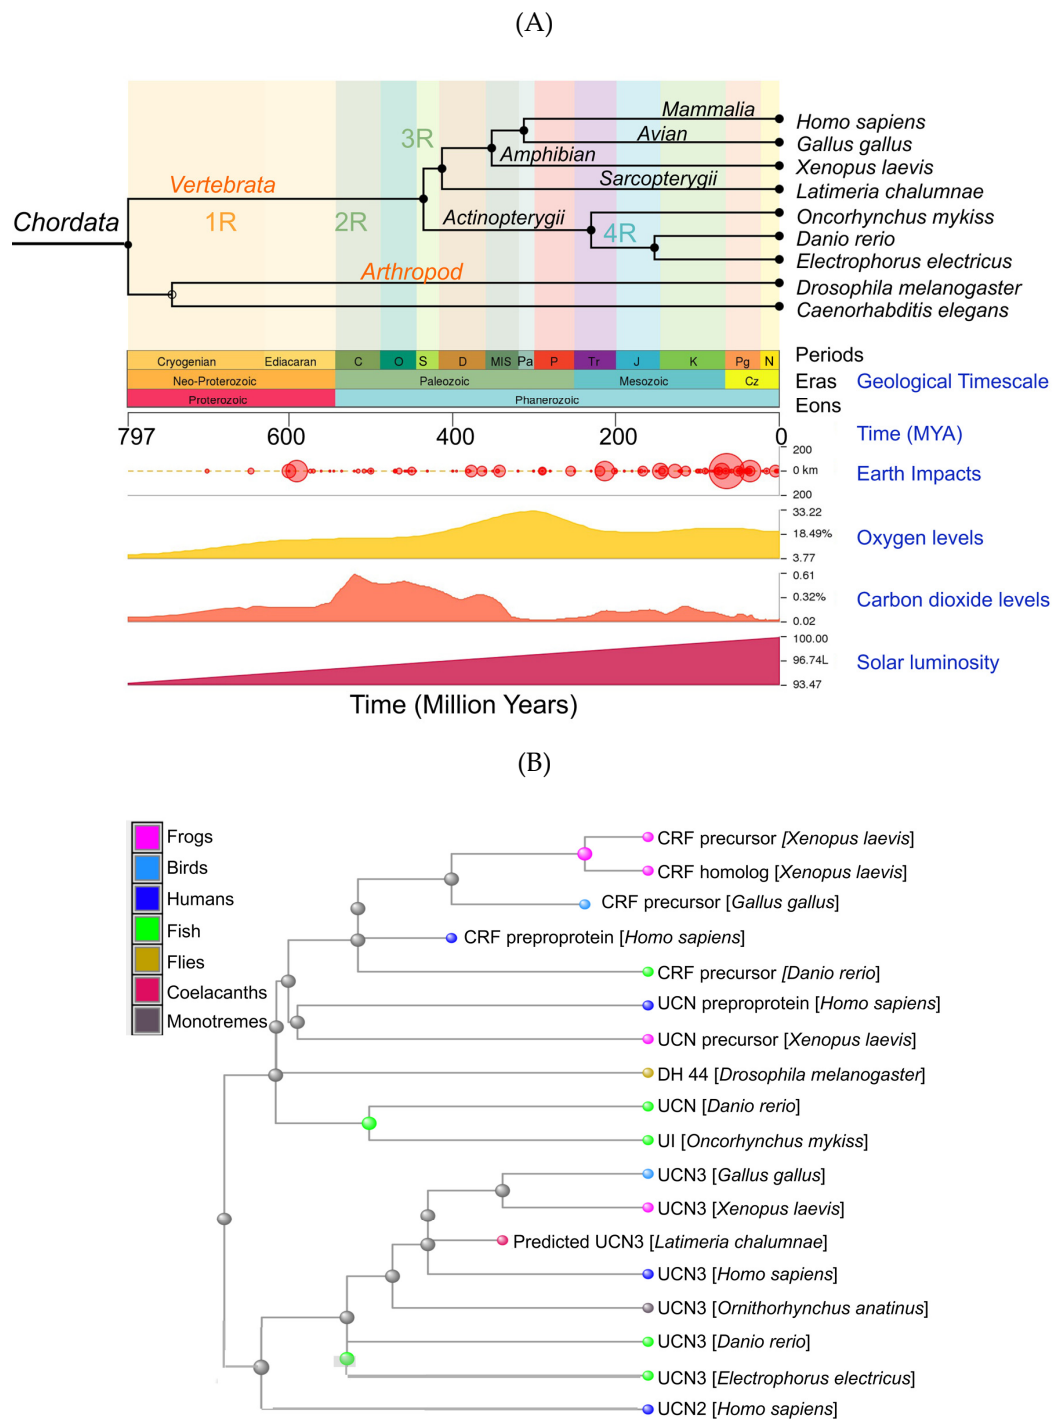 (A)
Mammalia
Homo sapiens
Avian
Gallus gallus
3R
Amphibian
Xenopus laevis
Vertebrata
Sarcopterygii
Latimeria chalumnae
Chordata
1R
2R
Actinopterygii
4R
Oncorhynchus mykiss
Danio rerio
Electrophorus electricus
Arthropod
Drosophila melanogaster
Caenorhabditis elegans
Cryogenian Ediacaran C O S D MIS Pa P Tr J K Pg N Periods
Neo-Proterozoic Paleozoic Mesozoic Cz Eras Geological Timescale
Proterozoic Phanerozoic Eons
797 600 400 200 0 Time (MYA)
200
0 km Earth Impacts
200
33.22
18.49% Oxygen levels
3.77
0.61
0.32% Carbon dioxide levels
0.02
100.00
96.74L Solar luminosity
93.47
Time (Million Years)
(B)
Frogs
Birds
Humans
Fish
Flies
Coelacanths
Monotremes
CRF precursor [Xenopus laevis]
CRF homolog [Xenopus laevis]
CRF precursor [Gallus gallus]
CRF preproprotein [Homo sapiens]
CRF precursor [Danio rerio]
UCN preproprotein [Homo sapiens]
UCN precursor [Xenopus laevis]
DH 44 [Drosophila melanogaster]
UCN [Danio rerio]
UI [Oncorhynchus mykiss]
UCN3 [Gallus gallus]
UCN3 [Xenopus laevis]
Predicted UCN3 [Latimeria chalumnae]
UCN3 [Homo sapiens]
UCN3 [Ornithorhynchus anatinus]
UCN3 [Danio rerio]
UCN3 [Electrophorus electricus]
UCN2 [Homo sapiens]